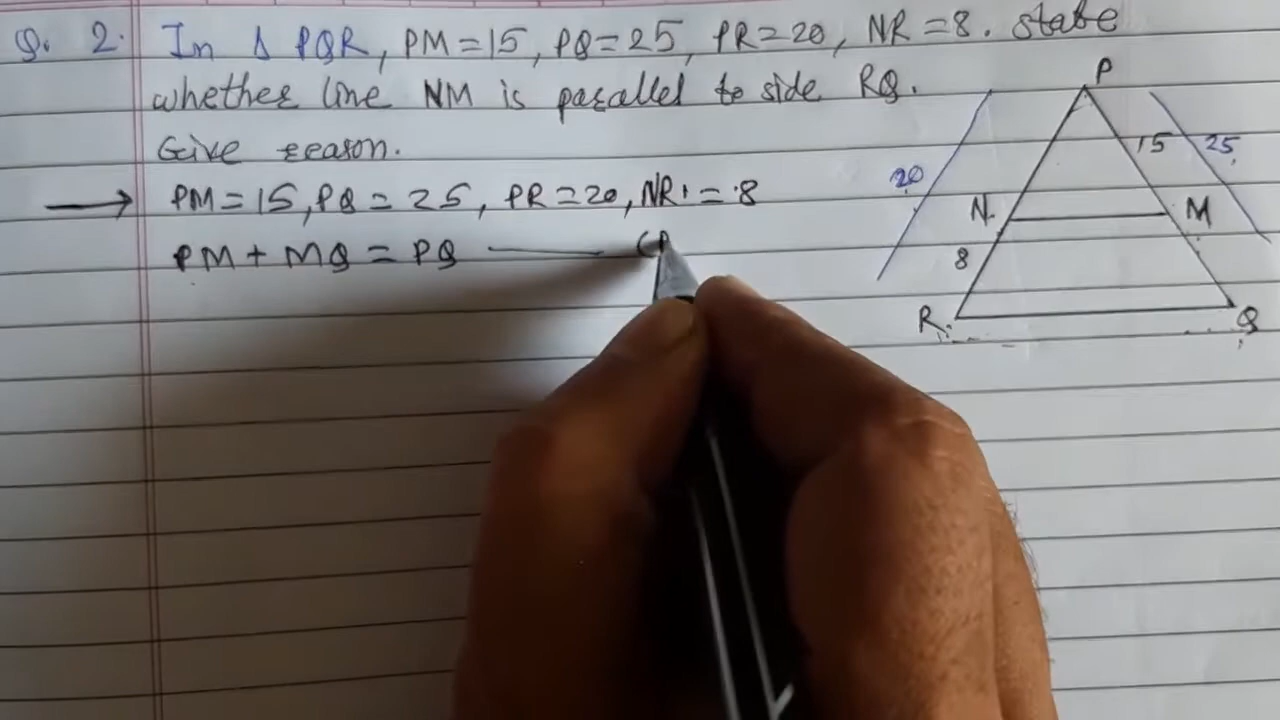 Q. 2. In Δ PQR, PM = 15, PQ = 25, PR = 20, NR = 8. State
whether line NM is parallel to side RQ.
Give reason.
→ PM = 15, PQ = 25, PR = 20, NR = 8
PM + MQ = PQ — (P
P
15
25
20
N
M
8
R
Q